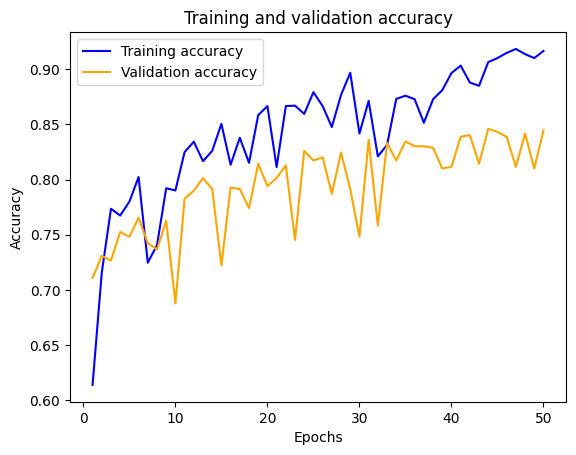 Training and validation accuracy
Training accuracy
Validation accuracy
0.90
0.85
0.80
0.75
0.70
0.65
0.60
Accuracy
0 10 20 30 40 50
Epochs